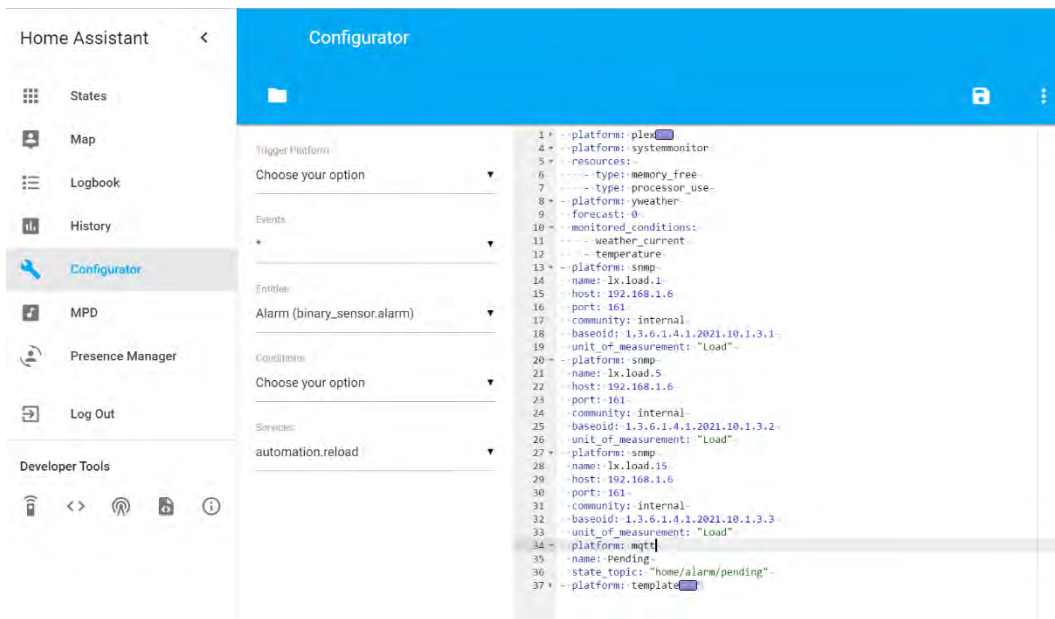 Home Assistant
Configurator
States
Map
Logbook
History
Configurator
MPD
Presence Manager
Log Out
Developer Tools
Trigger Platform
Choose your option
Events
*
Entities
Alarm (binary_sensor.alarm)
Conditions
Choose your option
Services
automation.reload
1 - platform: plex
4 - platform: systemmonitor
5 resources:
6 - type: memory_free
7 - type: processor_use
8 - platform: yweather
9 forecast: 0
10 monitored_conditions:
11 - weather_current
12 - temperature
13 - platform: snmp
14 name: lx.load.1
15 host: 192.168.1.6
16 port: 161
17 community: internal
18 baseoid: 1.3.6.1.4.1.2021.10.1.3.1
19 unit_of_measurement: "Load"
20 - platform: snmp
21 name: lx.load.5
22 host: 192.168.1.6
23 port: 161
24 community: internal
25 baseoid: 1.3.6.1.4.1.2021.10.1.3.2
26 unit_of_measurement: "Load"
27 - platform: snmp
28 name: lx.load.15
29 host: 192.168.1.6
30 port: 161
31 community: internal
32 baseoid: 1.3.6.1.4.1.2021.10.1.3.3
33 unit_of_measurement: "Load"
34 - platform: mqtt
35 name: Pending
36 state_topic: "home/alarm/pending"
37 - platform: template